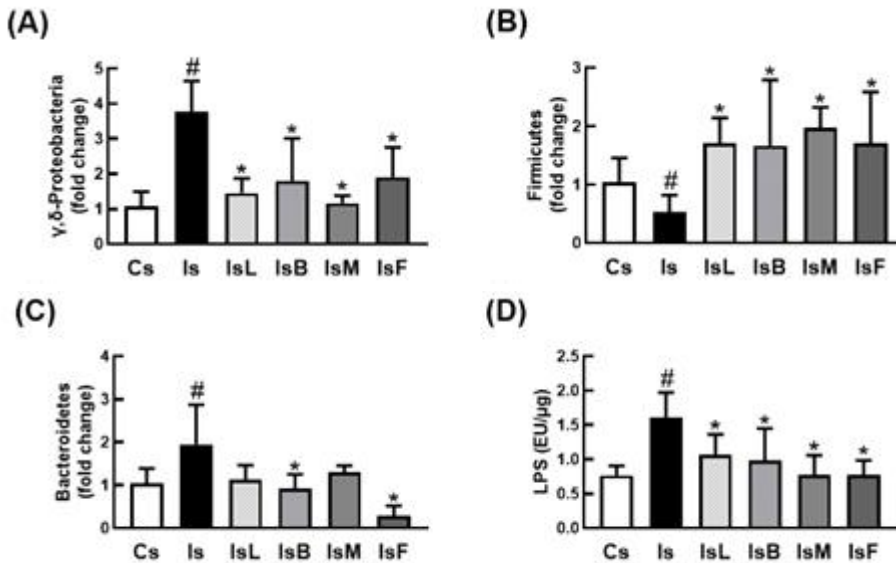 (A)
γ,δ-Proteobacteria
(fold change)
5
4
3
2
1
0
#
*
*
*
*
Cs Is IsL IsB IsM IsF
(B)
Firmicutes
(fold change)
3
2
1
0
#
*
*
*
*
Cs Is IsL IsB IsM IsF
(C)
Bacteroidetes
(fold change)
4
3
2
1
0
#
*
*
Cs Is IsL IsB IsM IsF
(D)
LPS (EU/μg)
2.5
2.0
1.5
1.0
0.5
0.0
#
*
*
*
*
Cs Is IsL IsB IsM IsF